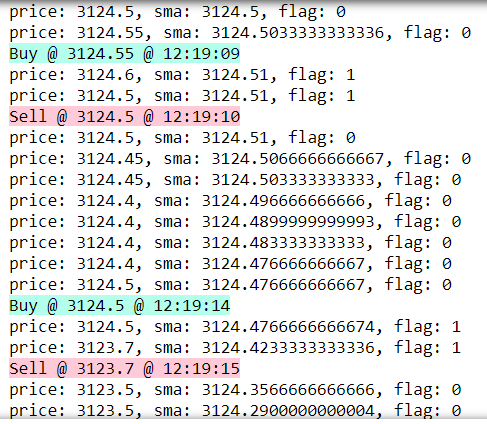 price: 3124.5, sma: 3124.5, flag: 0
price: 3124.55, sma: 3124.5033333333336, flag: 0
Buy @ 3124.55 @ 12:19:09
price: 3124.6, sma: 3124.51, flag: 1
price: 3124.5, sma: 3124.51, flag: 1
Sell @ 3124.5 @ 12:19:10
price: 3124.5, sma: 3124.51, flag: 0
price: 3124.45, sma: 3124.5066666666667, flag: 0
price: 3124.45, sma: 3124.503333333333, flag: 0
price: 3124.4, sma: 3124.496666666666, flag: 0
price: 3124.4, sma: 3124.4899999999993, flag: 0
price: 3124.4, sma: 3124.483333333333, flag: 0
price: 3124.4, sma: 3124.476666666667, flag: 0
price: 3124.5, sma: 3124.476666666667, flag: 0
Buy @ 3124.5 @ 12:19:14
price: 3124.5, sma: 3124.4766666666674, flag: 1
price: 3123.7, sma: 3124.4233333333336, flag: 1
Sell @ 3123.7 @ 12:19:15
price: 3123.5, sma: 3124.3566666666666, flag: 0
price: 3123.5, sma: 3124.2900000000004, flag: 0